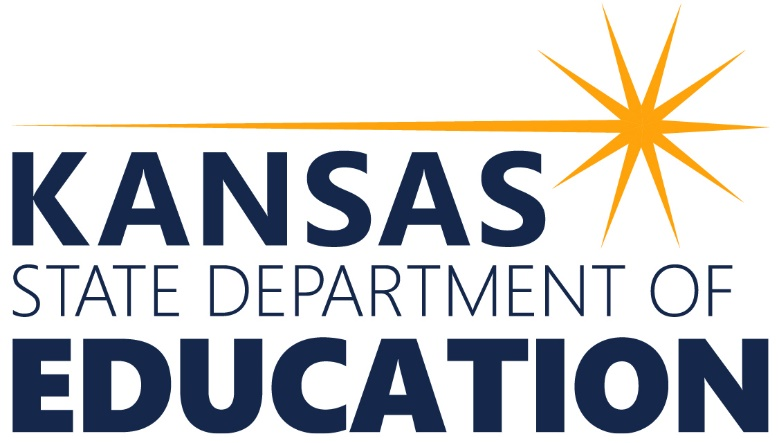 KANSAS
STATE DEPARTMENT OF
EDUCATION